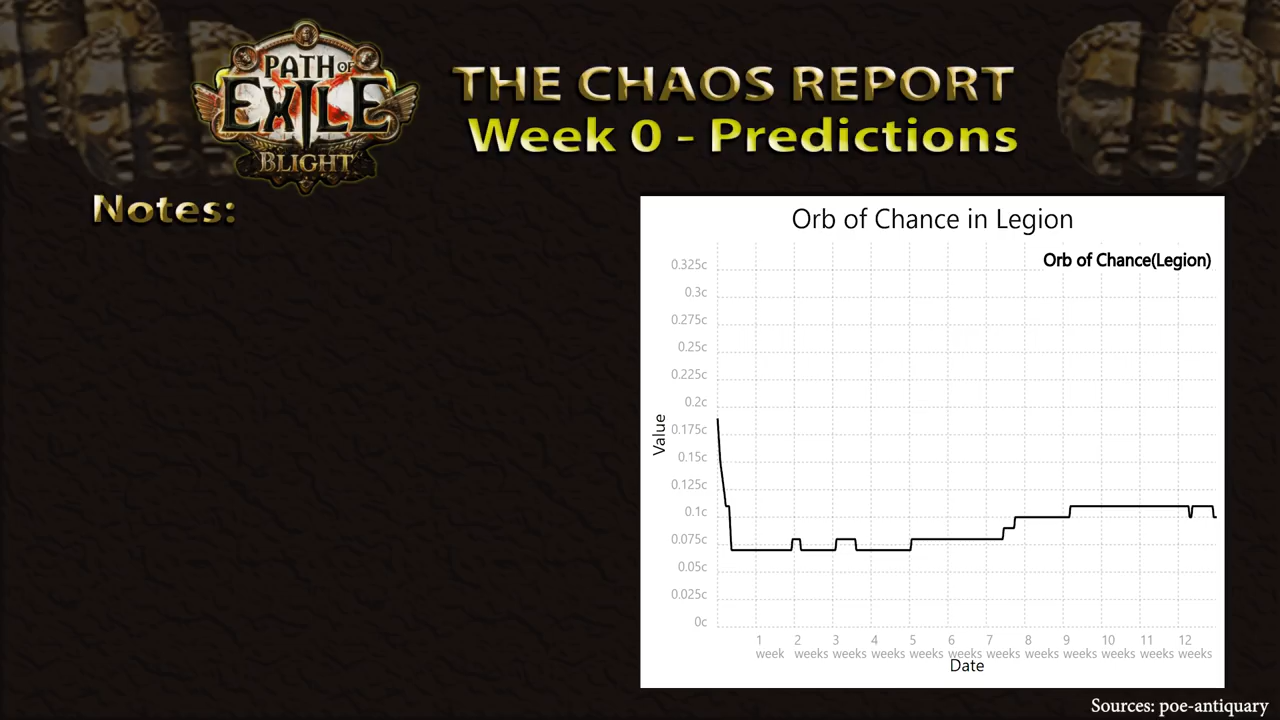 PATH OF
EXILE
BLIGHT
THE CHAOS REPORT
Week 0 - Predictions
Notes:
Orb of Chance in Legion
Orb of Chance(Legion)
0.325c
0.3c
0.275c
0.25c
0.225c
0.2c
0.175c
0.15c
0.125c
0.1c
0.075c
0.05c
0.025c
0c
Value
1 2 3 4 5 6 7 8 9 10 11 12
week weeks weeks weeks weeks weeks weeks weeks weeks weeks weeks weeks
Date
Sources: poe-antiquary